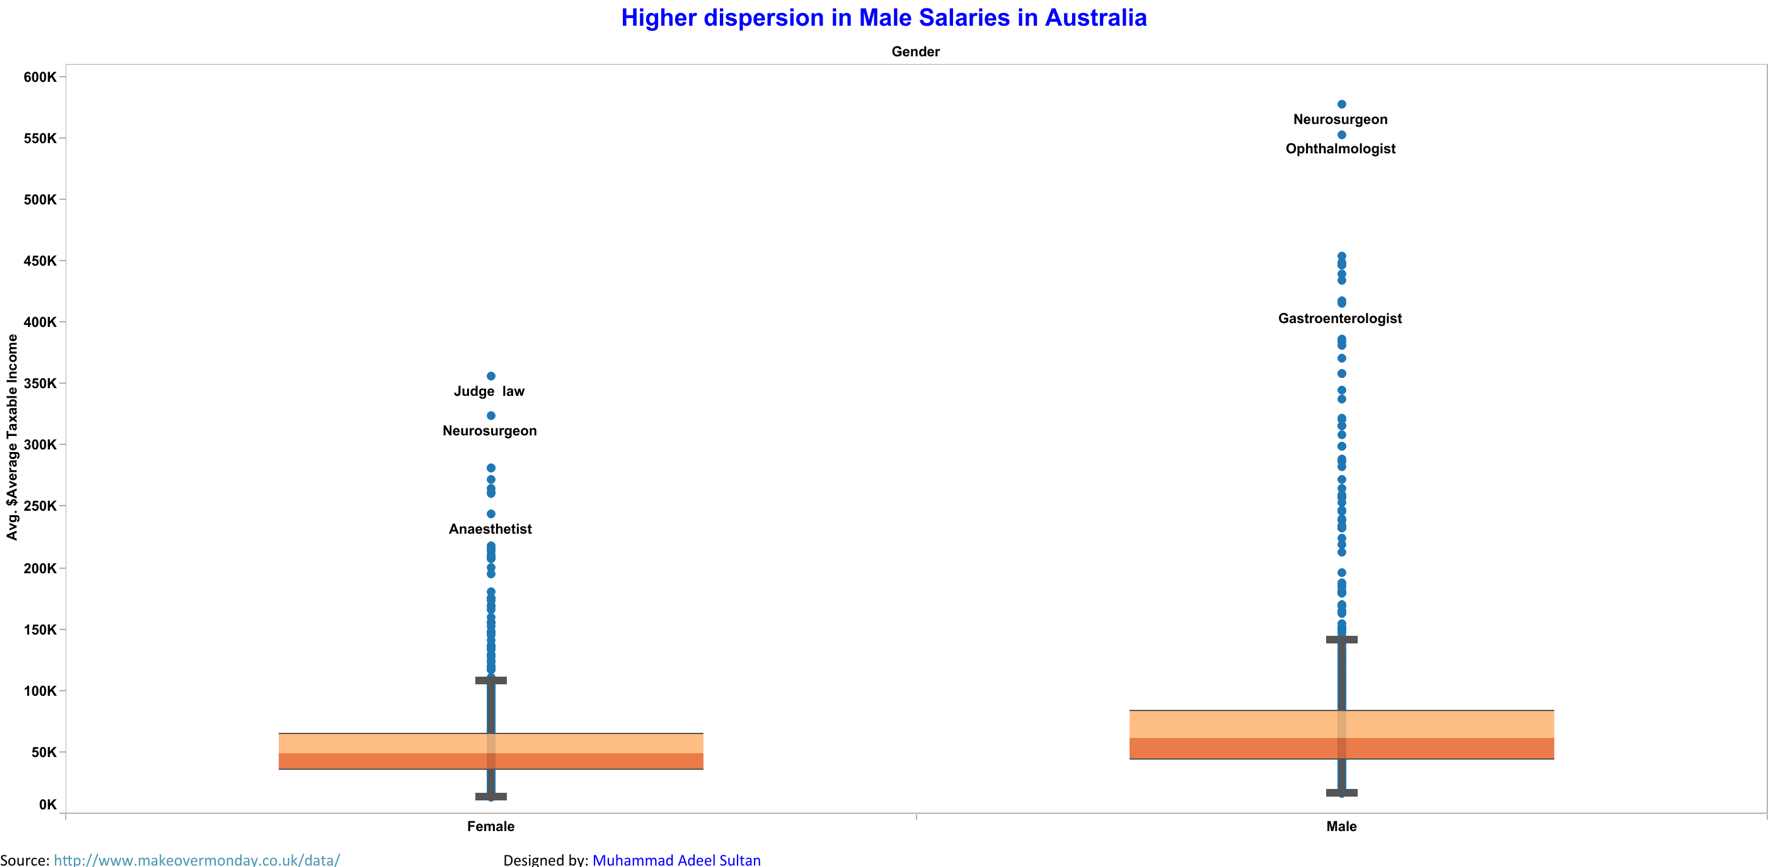 Higher dispersion in Male Salaries in Australia
Gender
600K
550K
500K
450K
400K
350K
300K
250K
200K
150K
100K
50K
0K
Avg. $Average Taxable Income
Judge  law
Neurosurgeon
Anaesthetist
Neurosurgeon
Ophthalmologist
Gastroenterologist
Female
Male
Source: http://www.makeovermonday.co.uk/data/
Designed by: Muhammad Adeel Sultan